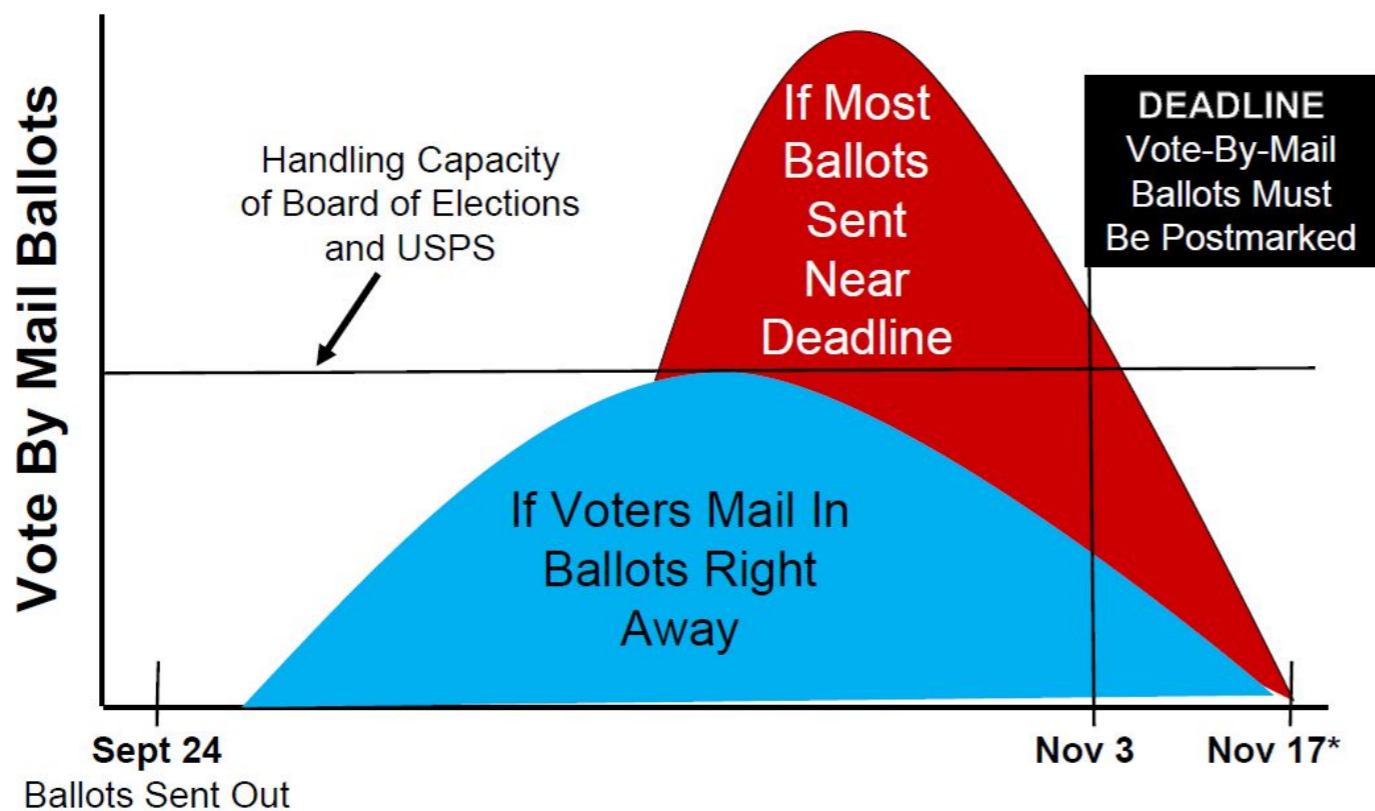 Vote By Mail Ballots
Handling Capacity
of Board of Elections
and USPS
If Most
Ballots
Sent
Near
Deadline
DEADLINE
Vote-By-Mail
Ballots Must
Be Postmarked
If Voters Mail In
Ballots Right
Away
Sept 24
Ballots Sent Out
Nov 3
Nov 17*